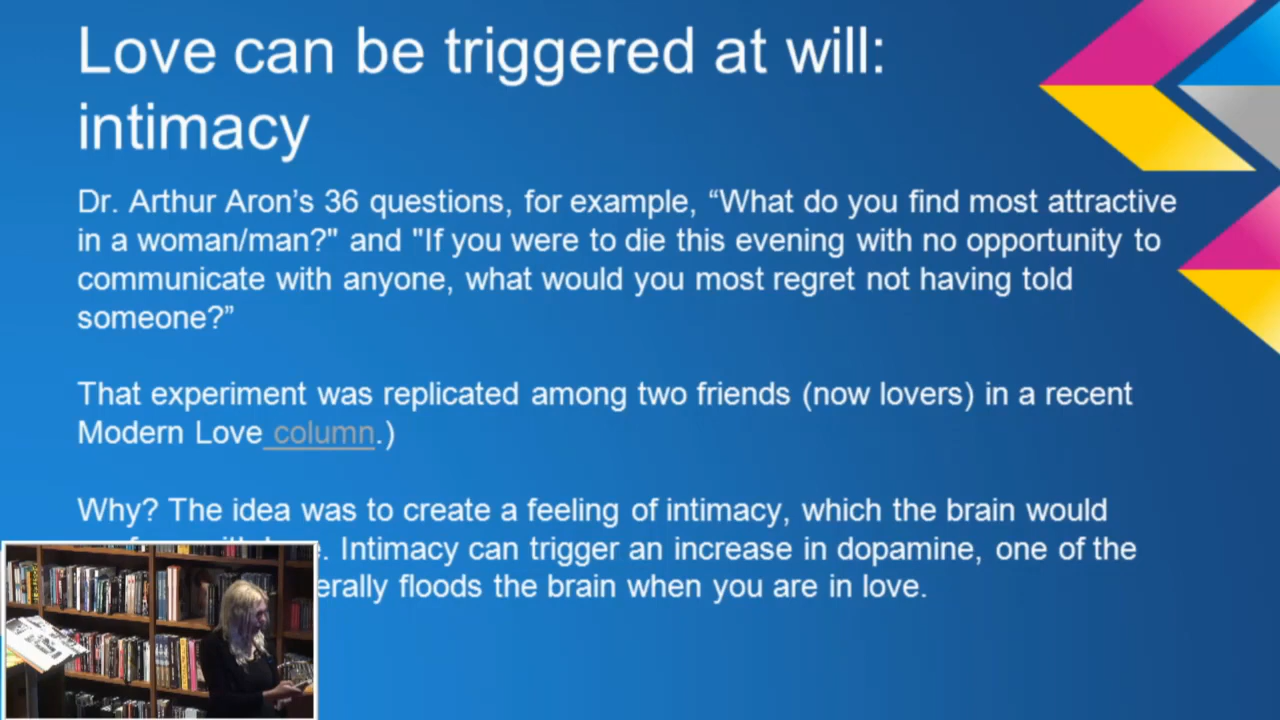 Love can be triggered at will:
intimacy
Dr. Arthur Aron's 36 questions, for example, “What do you find most attractive
in a woman/man?" and "If you were to die this evening with no opportunity to
communicate with anyone, what would you most regret not having told
someone?”
That experiment was replicated among two friends (now lovers) in a recent
Modern Love column.)
Why? The idea was to create a feeling of intimacy, which the brain would
. Intimacy can trigger an increase in dopamine, one of the
erally floods the brain when you are in love.